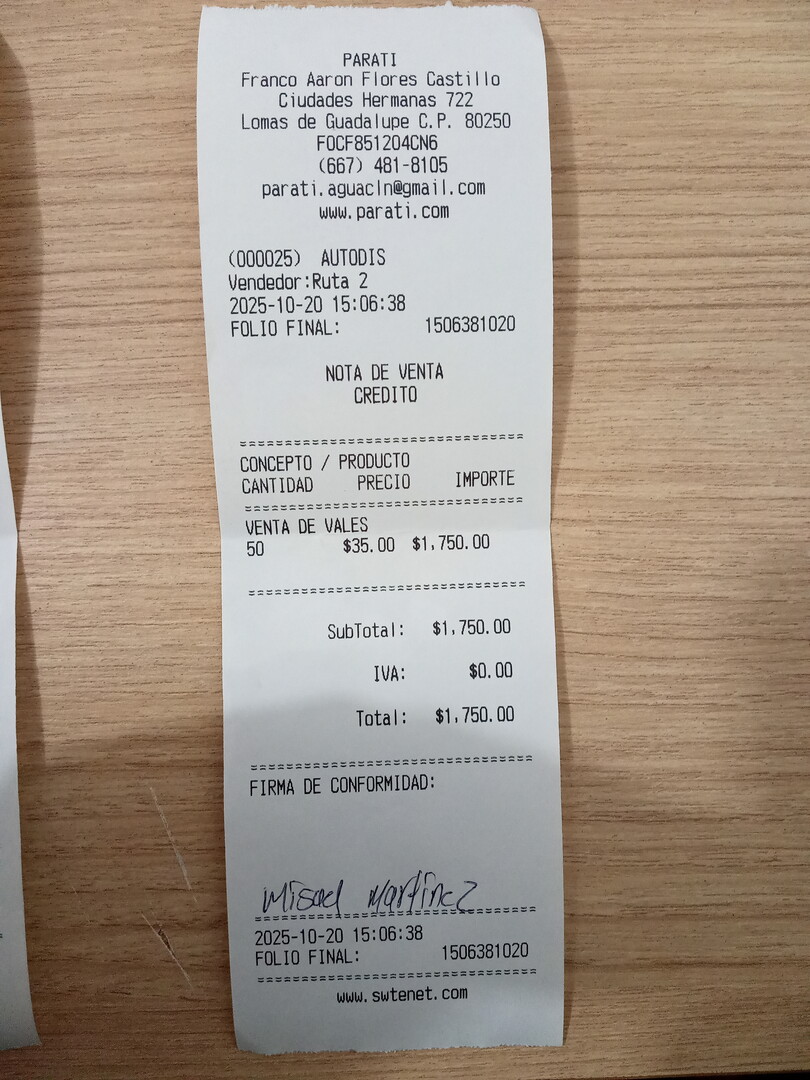 PARATI
Franco Aaron Flores Castillo
Ciudades Hermanas 722
Lomas de Guadalupe C.P. 80250
FOCF851204CN6
(667) 481-8105
parati.aguacln@gmail.com
www.parati.com
(000025) AUTODIS
Vendedor:Ruta 2
2025-10-20 15:06:38
FOLIO FINAL: 1506381020
NOTA DE VENTA
CREDITO
CONCEPTO / PRODUCTO
CANTIDAD PRECIO IMPORTE
VENTA DE VALES
50 $35.00 $1,750.00
SubTotal: $1,750.00
IVA: $0.00
Total: $1,750.00
FIRMA DE CONFORMIDAD:
Misael Martinez
2025-10-20 15:06:38
FOLIO FINAL: 1506381020
www.swtenet.com